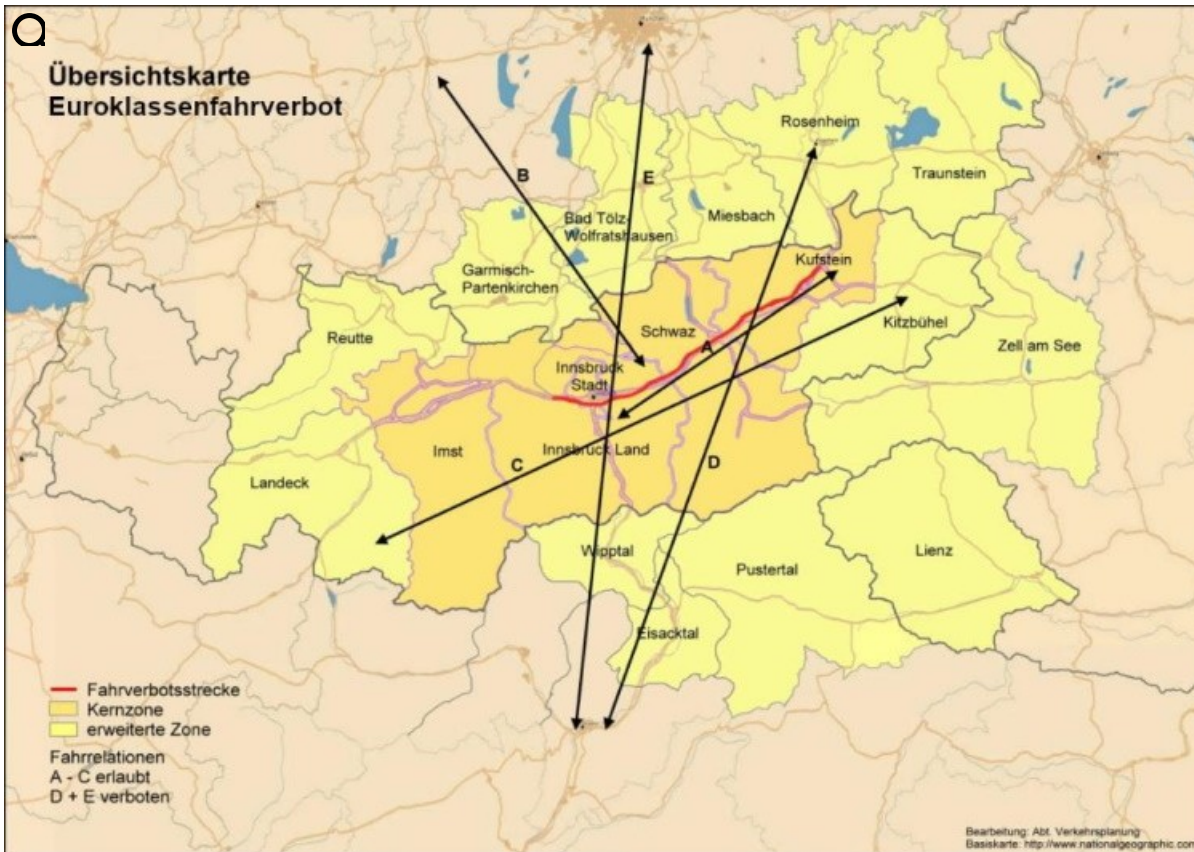 Übersichtskarte
Euroklassenfahrverbot
B
E
Rosenheim
Traunstein
Bad Tölz-
Wolfratshausen
Miesbach
Garmisch-
Partenkirchen
Kufstein
Reutte
Schwaz
A
Kitzbühel
Zell am See
Innsbruck
Stadt
Imst
Innsbruck Land
C
D
Landeck
Wipptal
Pustertal
Lienz
Eisacktal
Fahrverbotsstrecke
Kernzone
erweiterte Zone
Fahrrelationen
A - C erlaubt
D + E verboten
Bearbeitung: Abt. Verkehrsplanung
Basiskarte: http://www.nationalgeographic.com